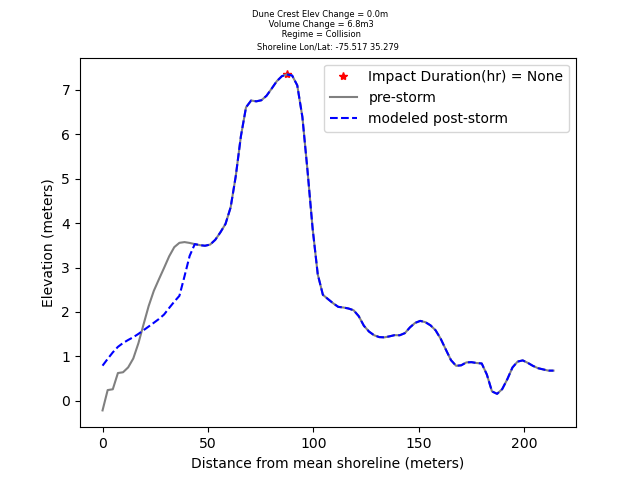 Dune Crest Elev Change = 0.0m
Volume Change = 6.8m3
Regime = Collision
Shoreline Lon/Lat: -75.517 35.279
Impact Duration(hr) = None
pre-storm
modeled post-storm
Elevation (meters)
7
6
5
4
3
2
1
0
0 50 100 150 200
Distance from mean shoreline (meters)